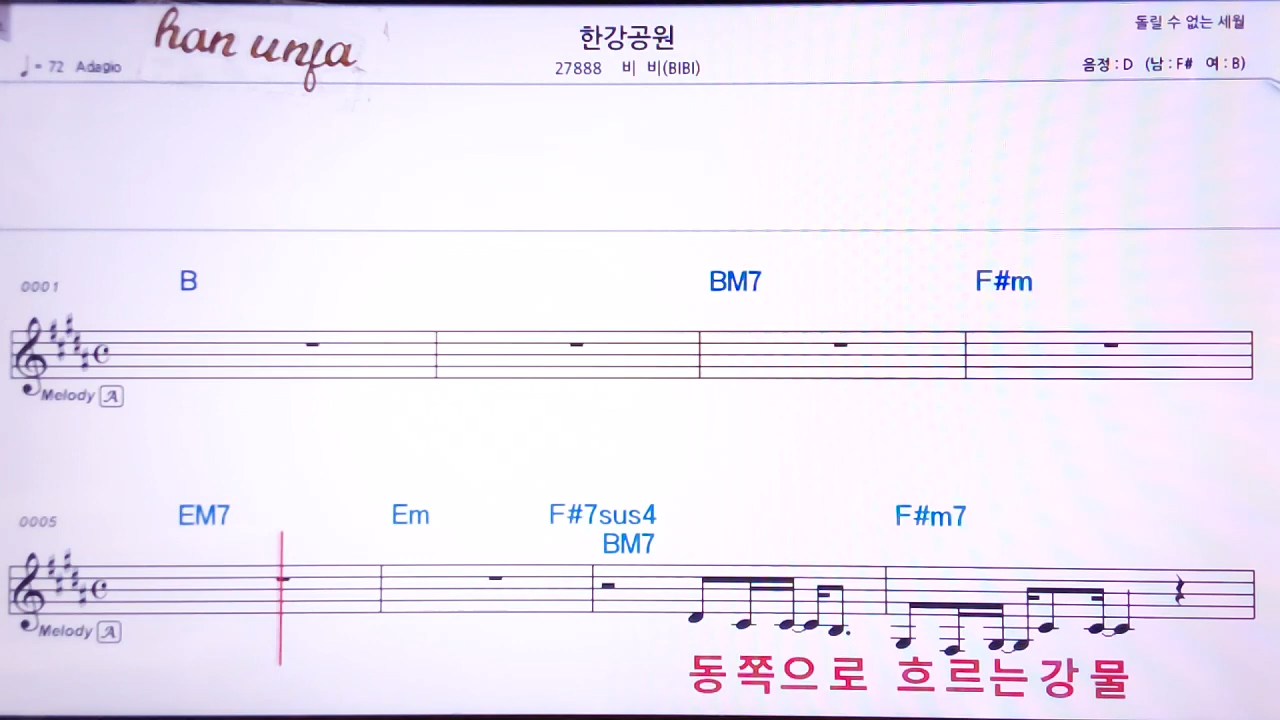 han unfa
한강공원
돌릴 수 없는 세월
♩= 72 Adagio
27888 비 비(BIBI)
음정 : D (남 : F# 여 : B)
0001
B BM7 F#m
Melody A
0005
EM7 Em F#7sus4 F#m7
BM7
Melody A
동쪽으로 흐르는강물